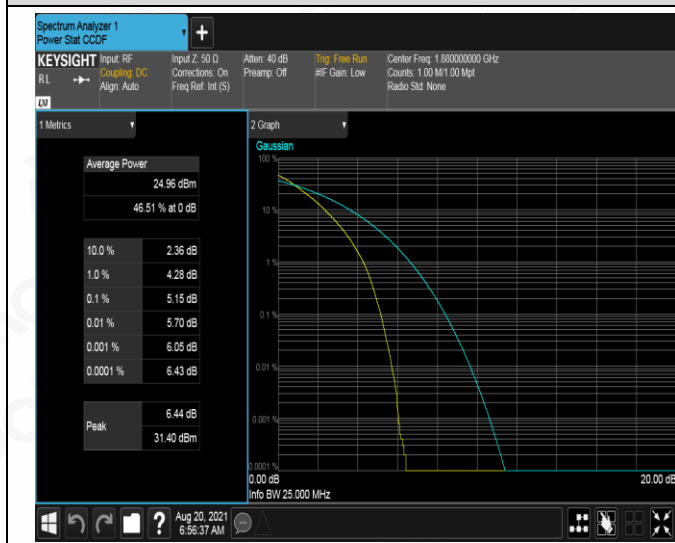 Spectrum Analyzer 1
Power Stat CCDF
+
KEYSIGHT
RL
LXI
Input: RF
Coupling: DC
Align: Auto
Input Z: 50 Ω
Corrections: On
Freq Ref: Int (S)
Atten: 40 dB
Preamp: Off
Trig: Free Run
#IF Gain: Low
Center Freq: 1.880000000 GHz
Counts: 1.00 M/1.00 Mpt
Radio Std: None
1 Metrics
Average Power
24.96 dBm
46.51 % at 0 dB
10.0 % 2.36 dB
1.0 % 4.28 dB
0.1 % 5.15 dB
0.01 % 5.70 dB
0.001 % 6.05 dB
0.0001 % 6.43 dB
Peak
6.44 dB
31.40 dBm
2 Graph
Gaussian
100 %
10 %
1 %
0.1 %
0.01 %
0.001 %
0.0001 %
0.00 dB
20.00 dB
Info BW 25.000 MHz
?
Aug 20, 2021
6:56:37 AM